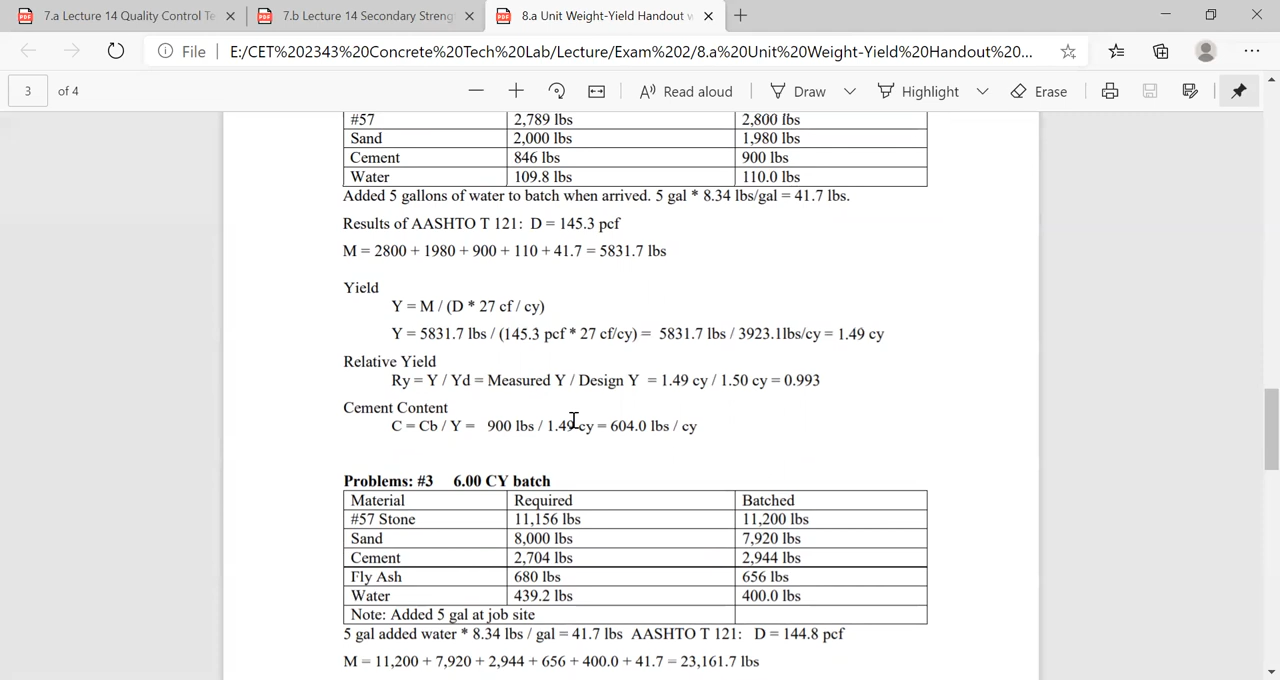 7.a Lecture 14 Quality Control Te
7.b Lecture 14 Secondary Streng
8.a Unit Weight-Yield Handout w
File
E:/CET%202343%20Concrete%20Tech%20Lab/Lecture/Exam%202/8.a%20Unit%20Weight-Yield%20Handout%20...
3 of 4
Read aloud
Draw
Highlight
Erase
#57 2,789 lbs 2,800 lbs
Sand 2,000 lbs 1,980 lbs
Cement 846 lbs 900 lbs
Water 109.8 lbs 110.0 lbs
Added 5 gallons of water to batch when arrived. 5 gal * 8.34 lbs/gal = 41.7 lbs.
Results of AASHTO T 121: D = 145.3 pcf
M = 2800 + 1980 + 900 + 110 + 41.7 = 5831.7 lbs
Yield
Y = M / (D * 27 cf / cy)
Y = 5831.7 lbs / (145.3 pcf * 27 cf/cy) = 5831.7 lbs / 3923.1lbs/cy = 1.49 cy
Relative Yield
Ry = Y / Yd = Measured Y / Design Y = 1.49 cy / 1.50 cy = 0.993
Cement Content
C = Cb / Y = 900 lbs / 1.49 cy = 604.0 lbs / cy
Problems: #3 6.00 CY batch
Material Required Batched
#57 Stone 11,156 lbs 11,200 lbs
Sand 8,000 lbs 7,920 lbs
Cement 2,704 lbs 2,944 lbs
Fly Ash 680 lbs 656 lbs
Water 439.2 lbs 400.0 lbs
Note: Added 5 gal at job site
5 gal added water * 8.34 lbs / gal = 41.7 lbs AASHTO T 121: D = 144.8 pcf
M = 11,200 + 7,920 + 2,944 + 656 + 400.0 + 41.7 = 23,161.7 lbs